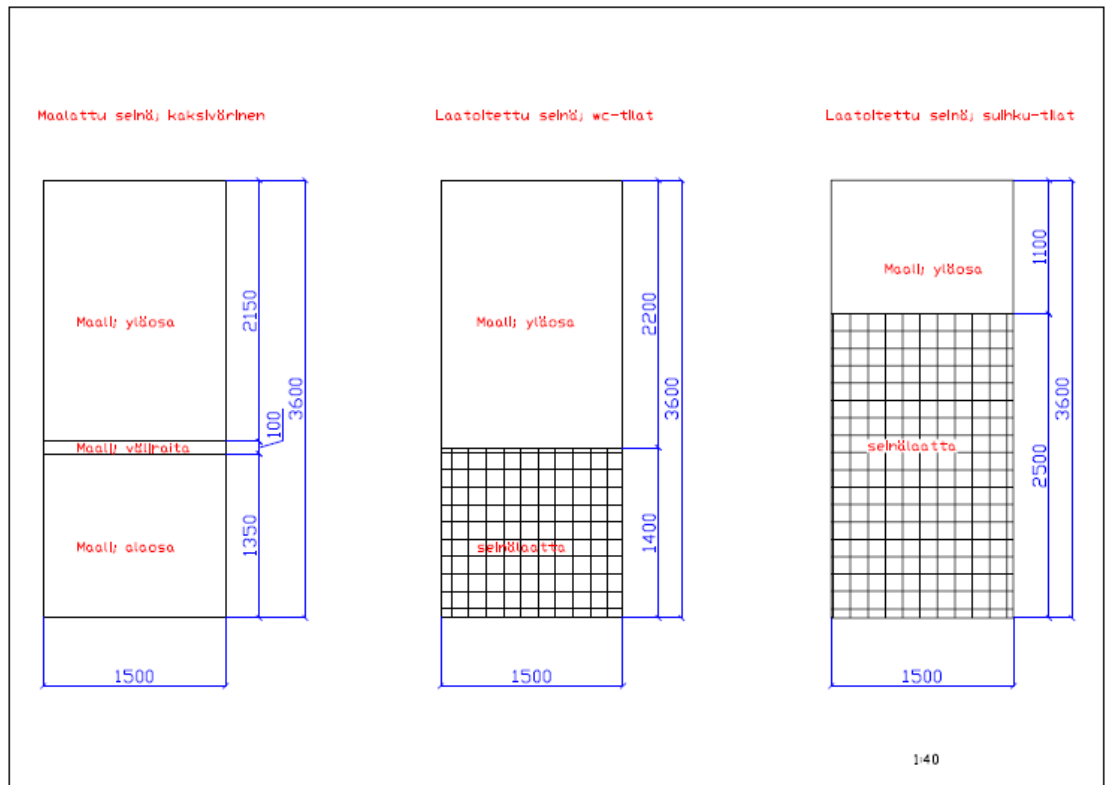 Maalattu seinä; kaksivärinen
Laatoitettu seinä; wc-tilat
Laatoitettu seinä; suihku-tilat
Maali; yläosa
2150
3600
100
Maali; väliraita
Maali; alaosa
1350
1500
Maali; yläosa
2200
3600
seinälaatta
1400
1500
Maali; yläosa
1100
3600
seinälaatta
2500
1500
1:40